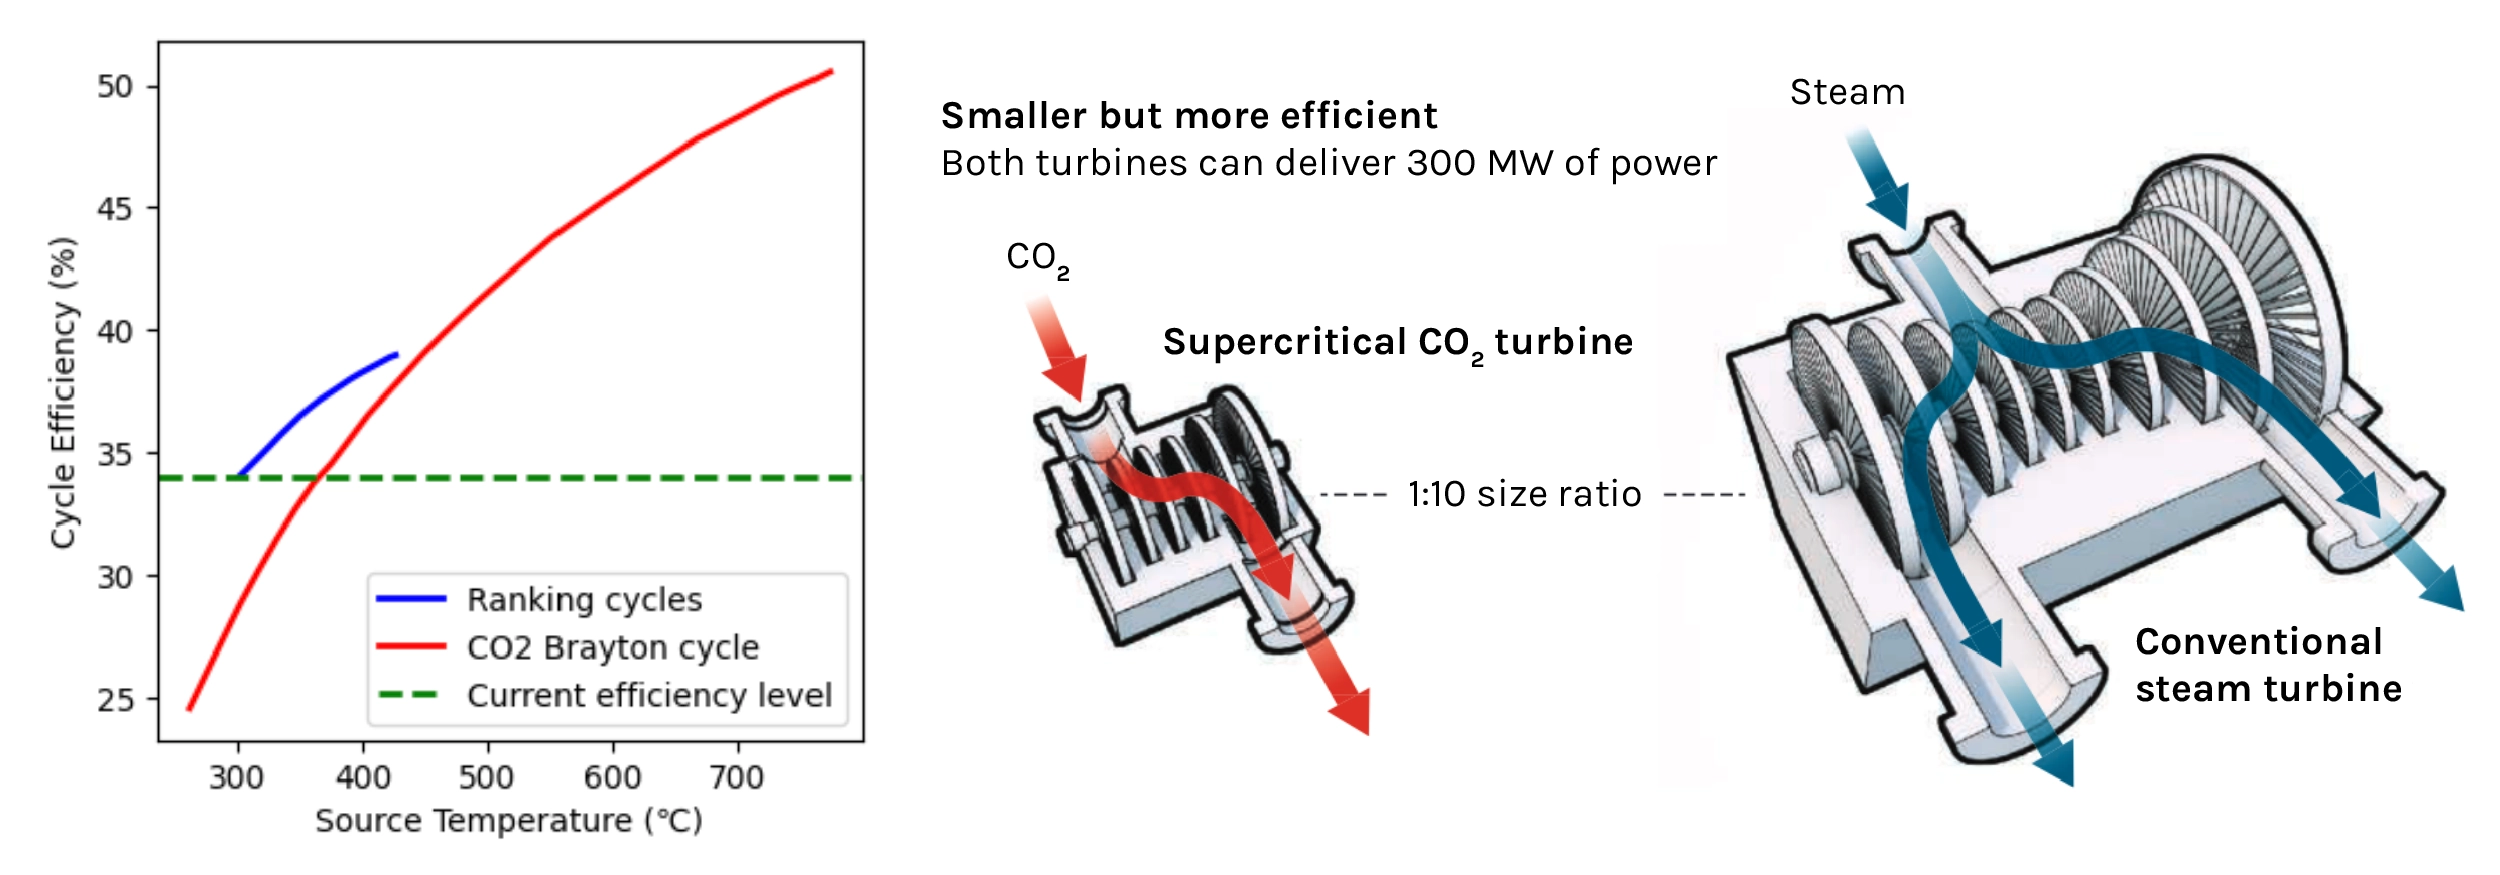 50
45
40
35
30
25
Cycle Efficiency (%)
300 400 500 600 700
Source Temperature (°C)
Ranking cycles
CO2 Brayton cycle
Current efficiency level
Smaller but more efficient
Both turbines can deliver 300 MW of power
CO₂
Supercritical CO₂ turbine
1:10 size ratio
Steam
Conventional
steam turbine